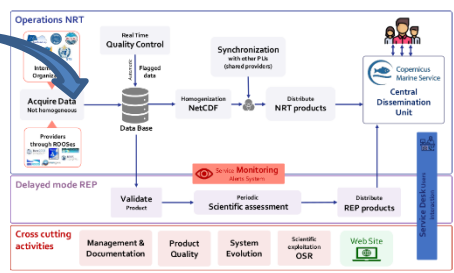 Operations NRT
Real Time
Quality Control
Synchronization
with other PUs
(shared providers)
Automatic
Flagged
data
Acquire Data
Not homogeneous
Providers
through ROOSes
Data Base
Homogenization
NetCDF
Distribute
NRT products
Copernicus
Marine Service
Central
Dissemination
Unit
Service Monitoring
Alerts System
Delayed mode REP
Validate
Product
Periodic
Scientific assessment
Distribute
REP products
Service Desk Users
interaction
Cross cutting
activities
Management &
Documentation
Product
Quality
System
Evolution
Scientific
exploitation
OSR
Web Site